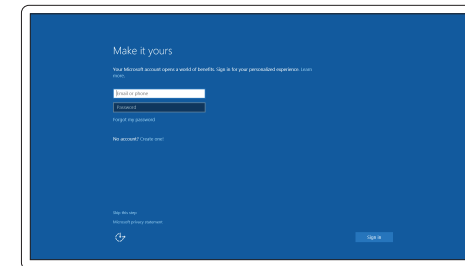 Make it yours
Your Microsoft account opens a world of benefits. Sign in for your personalized experience. Learn
more.
Email or phone
Password
Forgot my password
No account? Create one!
Skip this step
Microsoft privacy statement
Sign in